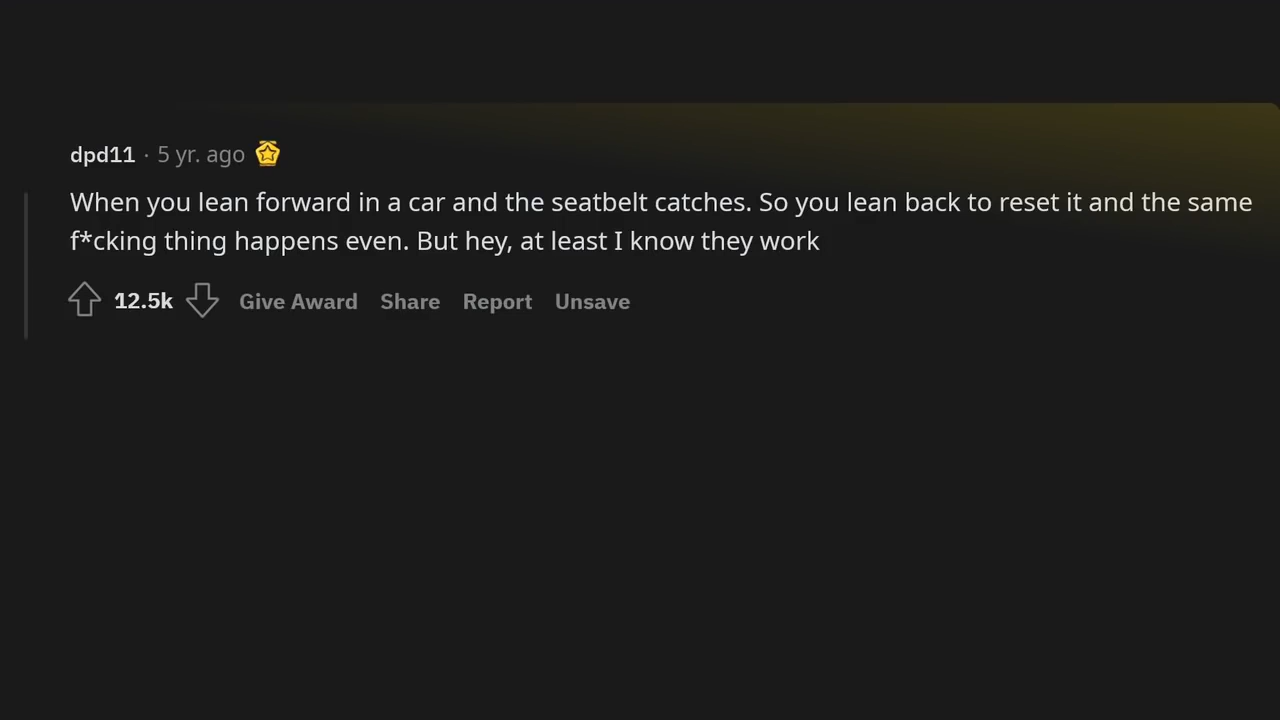 dpd11 · 5 yr. ago
When you lean forward in a car and the seatbelt catches. So you lean back to reset it and the same
f*cking thing happens even. But hey, at least I know they work
12.5k Give Award Share Report Unsave